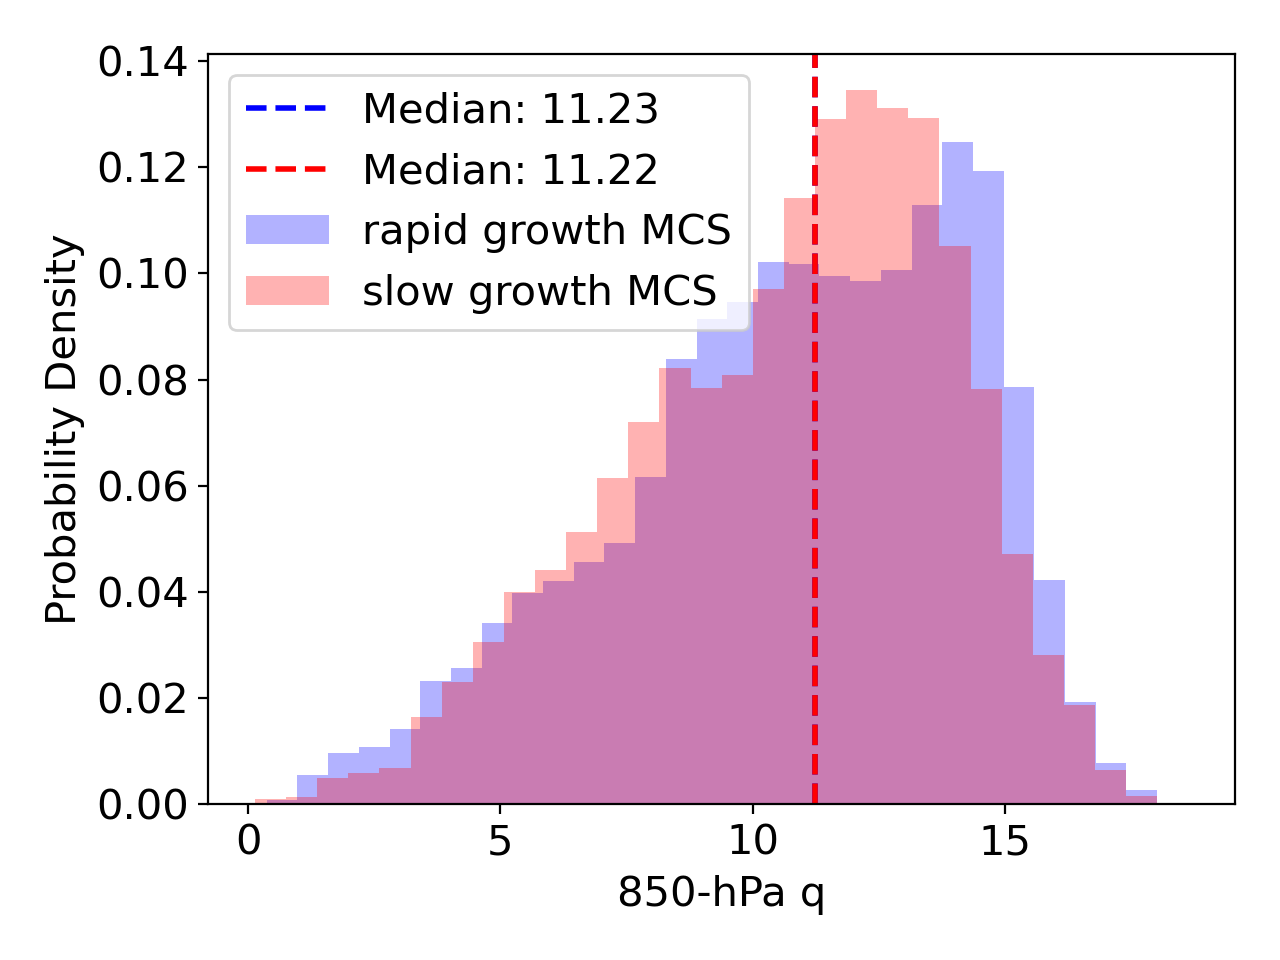 0.14
0.12
0.10
0.08
0.06
0.04
0.02
0.00
Probability Density
Median: 11.23
Median: 11.22
rapid growth MCS
slow growth MCS
0 5 10 15
850-hPa q